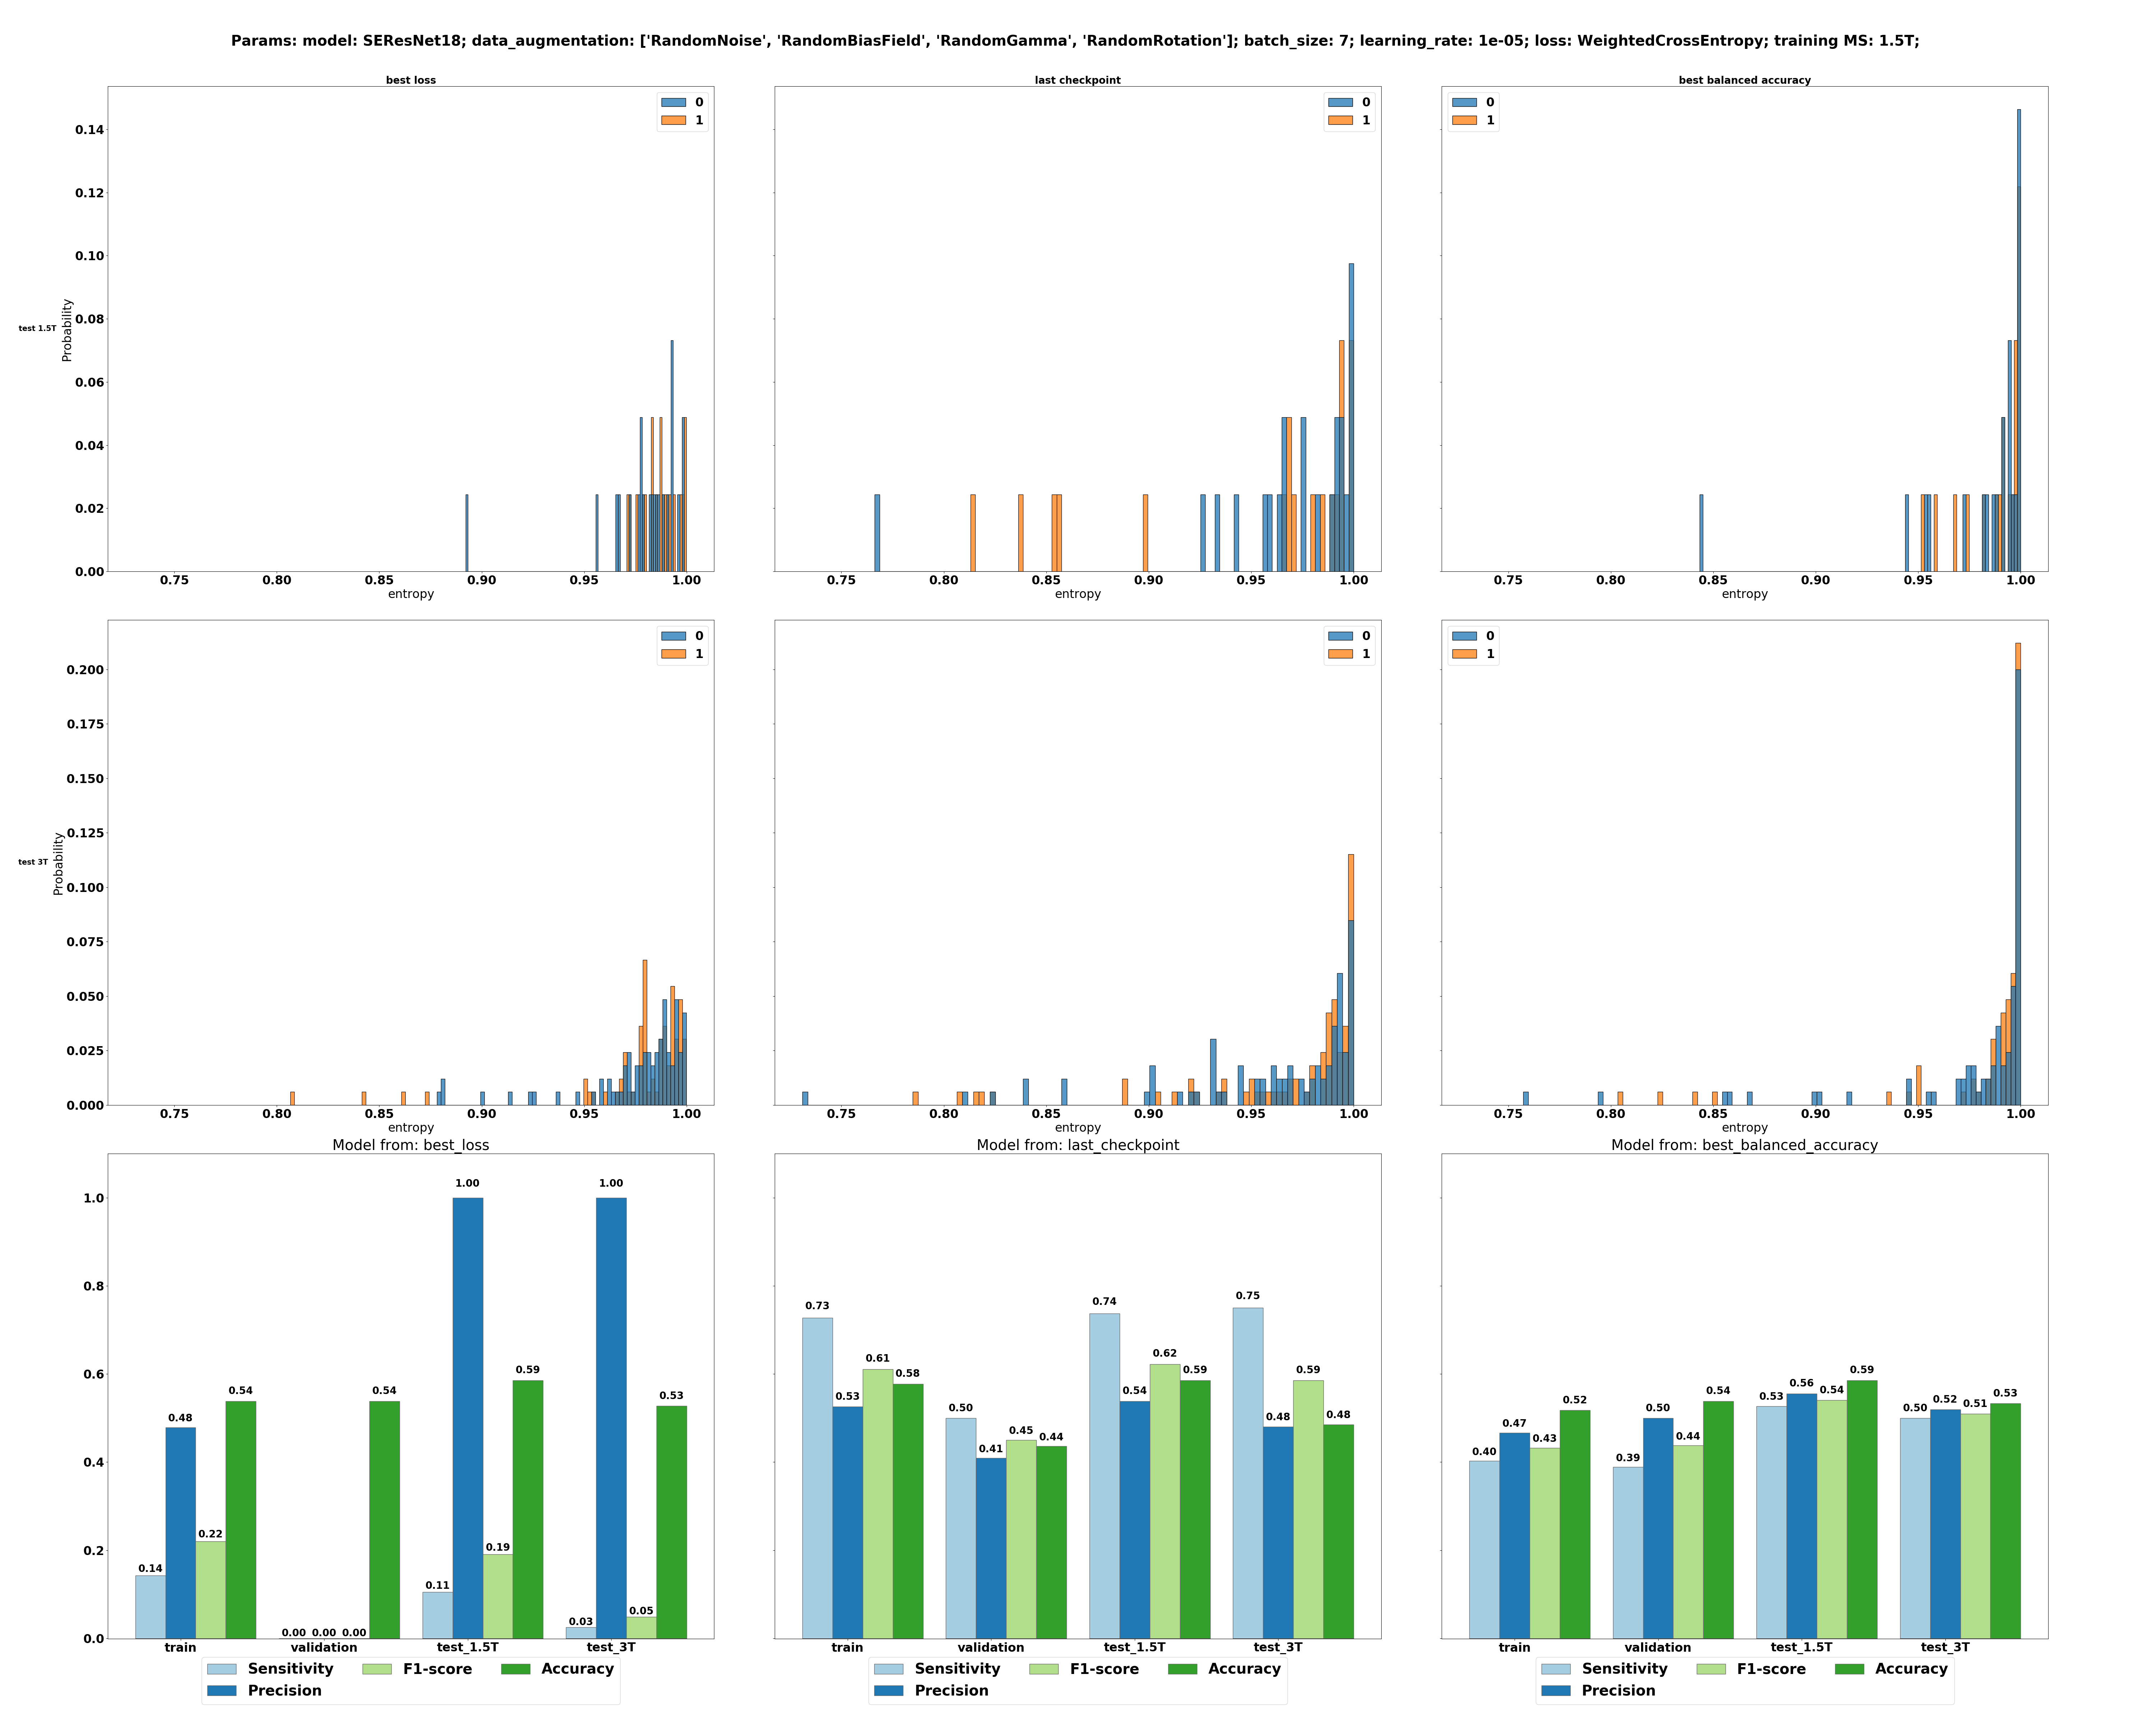 Params: model: SEResNet18; data_augmentation: ['RandomNoise', 'RandomBiasField', 'RandomGamma', 'RandomRotation']; batch_size: 7; learning_rate: 1e-05; loss: WeightedCrossEntropy; training MS: 1.5T;
best loss
0
1
0.14
0.12
0.10
0.08
0.06
0.04
0.02
0.00
test 1.5T
Probability
0.75 0.80 0.85 0.90 0.95 1.00
entropy
last checkpoint
0
1
0.75 0.80 0.85 0.90 0.95 1.00
entropy
best balanced accuracy
0
1
0.75 0.80 0.85 0.90 0.95 1.00
entropy
0
1
0.200
0.175
0.150
0.125
0.100
0.075
0.050
0.025
0.000
test 3T
Probability
0.75 0.80 0.85 0.90 0.95 1.00
entropy
0
1
0.75 0.80 0.85 0.90 0.95 1.00
entropy
0
1
0.75 0.80 0.85 0.90 0.95 1.00
entropy
Model from: best_loss
1.0
0.8
0.6
0.4
0.2
0.0
0.14 0.48 0.22 0.54
0.00 0.00 0.00 0.54
0.11 1.00 0.19 0.59
0.03 1.00 0.05 0.53
train validation test_1.5T test_3T
Sensitivity F1-score Accuracy
Precision
Model from: last_checkpoint
0.73 0.53 0.61 0.58
0.50 0.41 0.45 0.44
0.74 0.54 0.62 0.59
0.75 0.48 0.59 0.48
train validation test_1.5T test_3T
Sensitivity F1-score Accuracy
Precision
Model from: best_balanced_accuracy
0.40 0.47 0.43 0.52
0.39 0.50 0.44 0.54
0.53 0.56 0.54 0.59
0.50 0.52 0.51 0.53
train validation test_1.5T test_3T
Sensitivity F1-score Accuracy
Precision